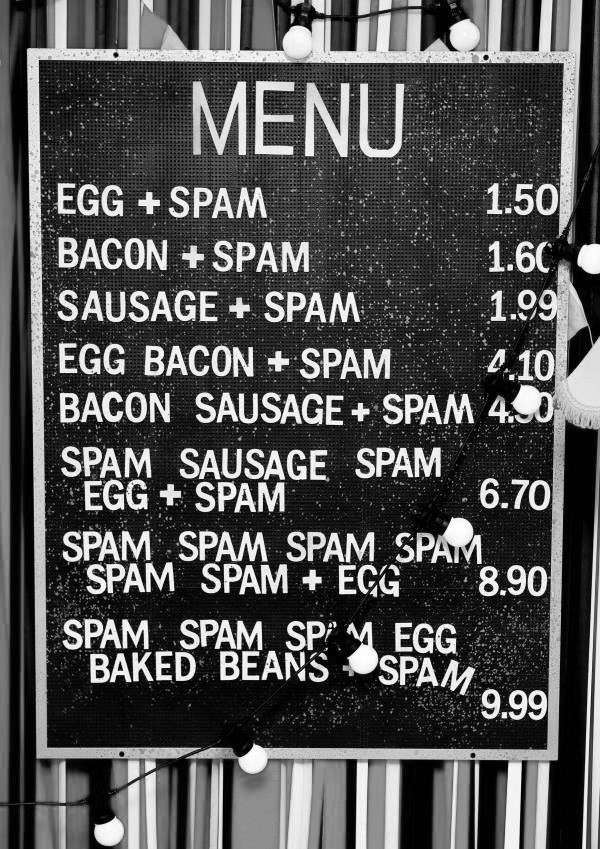 MENU
EGG + SPAM 1.50
BACON + SPAM 1.60
SAUSAGE + SPAM 1.99
EGG BACON + SPAM 4.10
BACON SAUSAGE + SPAM
SPAM SAUSAGE SPAM
EGG + SPAM 6.70
SPAM SPAM SPAM SPAM
SPAM SPAM + EGG 8.90
SPAM SPAM SPAM EGG
BAKED BEANS + SPAM
9.99